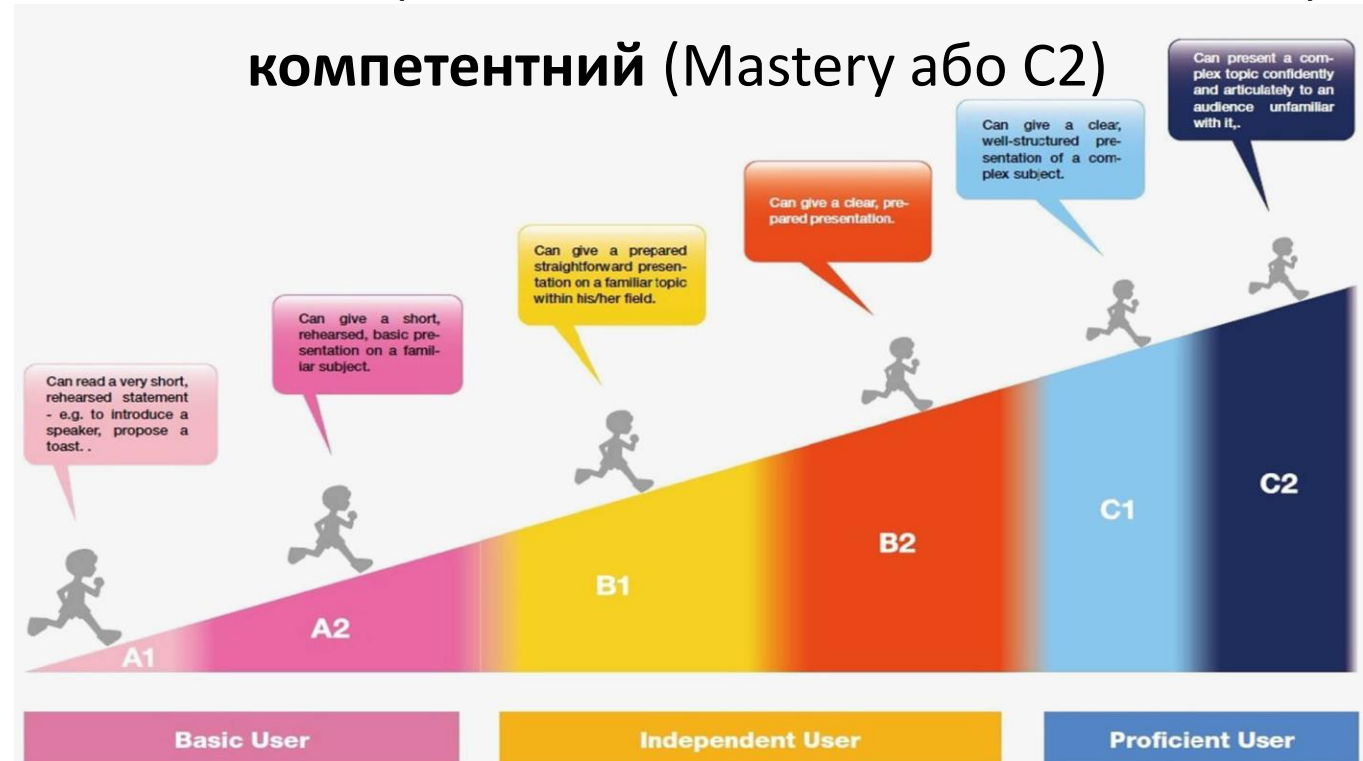 компетентний (Mastery або C2)
Can present a com-
plex topic confidently
and articulately to an
audience unfamiliar
with it,.
Can give a clear,
well-structured pre-
sentation of a com-
plex subject.
Can give a clear, pre-
pared presentation.
Can give a prepared
straightforward presen-
tation on a familiar topic
within his/her field.
Can give a short,
rehearsed, basic pre-
sentation on a famil-
iar subject.
Can read a very short,
rehearsed statement
- e.g. to introduce a
speaker, propose a
toast. .
A1
A2
B1
B2
C1
C2
Basic User
Independent User
Proficient User